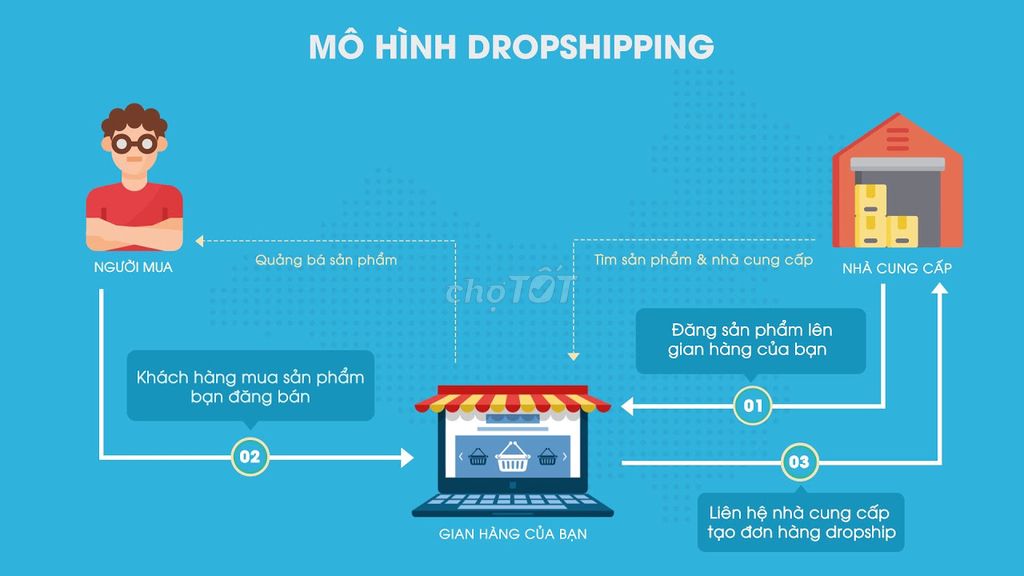 MÔ HÌNH DROPSHIPPING
NGƯỜI MUA
Quảng bá sản phẩm
Tìm sản phẩm & nhà cung cấp
NHÀ CUNG CẤP
chợTỐT
Đăng sản phẩm lên
gian hàng của bạn
01
Khách hàng mua sản phẩm
bạn đăng bán
02
03
Liên hệ nhà cung cấp
tạo đơn hàng dropship
GIAN HÀNG CỦA BẠN